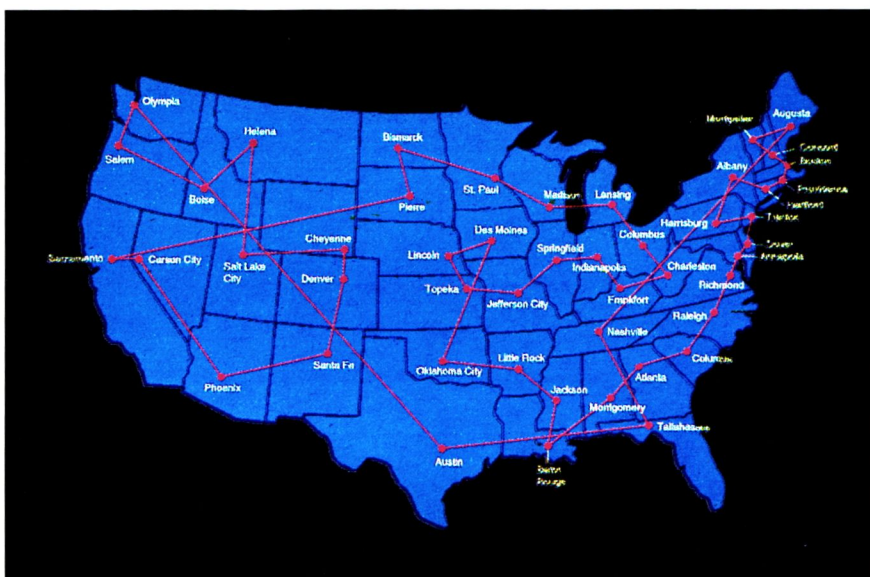 Olympia
Augusta
Montpelier
Helena
Bismarck
Concord
Salem
Boston
Albany
Providence
St. Paul
Hartford
Madison
Lansing
Boise
Pierre
Harrisburg
Trenton
Des Moines
Columbus
Cheyenne
Dover
Springfield
Annapolis
Sacramento
Carson City
Lincoln
Salt Lake
City
Indianapolis
Charleston
Denver
Richmond
Topeka
Jefferson City
Frankfort
Raleigh
Nashville
Santa Fe
Little Rock
Oklahoma City
Atlanta
Phoenix
Jackson
Montgomery
Austin
Baton
Rouge